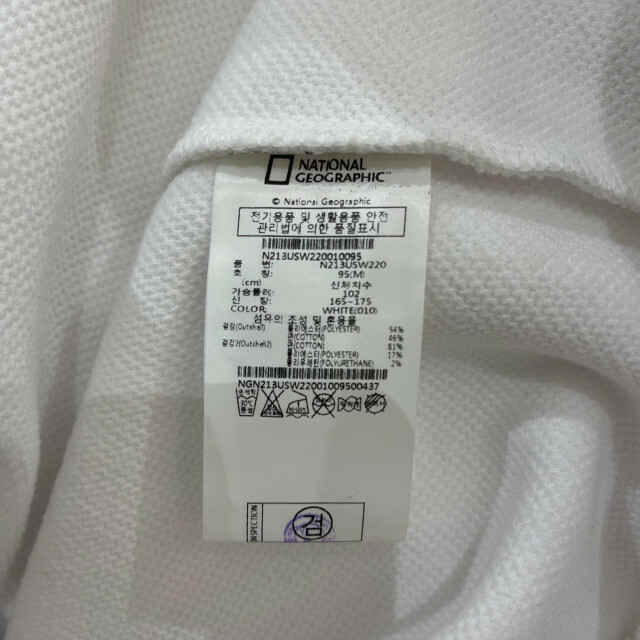 NATIONAL
GEOGRAPHIC™
© National Geographic
전기용품 및 생활용품 안전
관리법에 의한 품질표시
N213USW220010095
품 번: N213USW220
호 칭: 95(M)
(cm) 신체치수
가슴둘레: 102
신 장: 165-175
COLOR: WHITE(010)
섬유의 조성 및 혼용율
겉감(Outshell) 폴리에스터(POLYESTER) 54%
면(COTTON) 46%
겉감2(Outshell) 면(COTTON) 81%
폴리에스터(POLYESTER) 17%
폴리우레탄(POLYURETHANE) 2%
NGN213USW22001009500437
INSPECTION
검